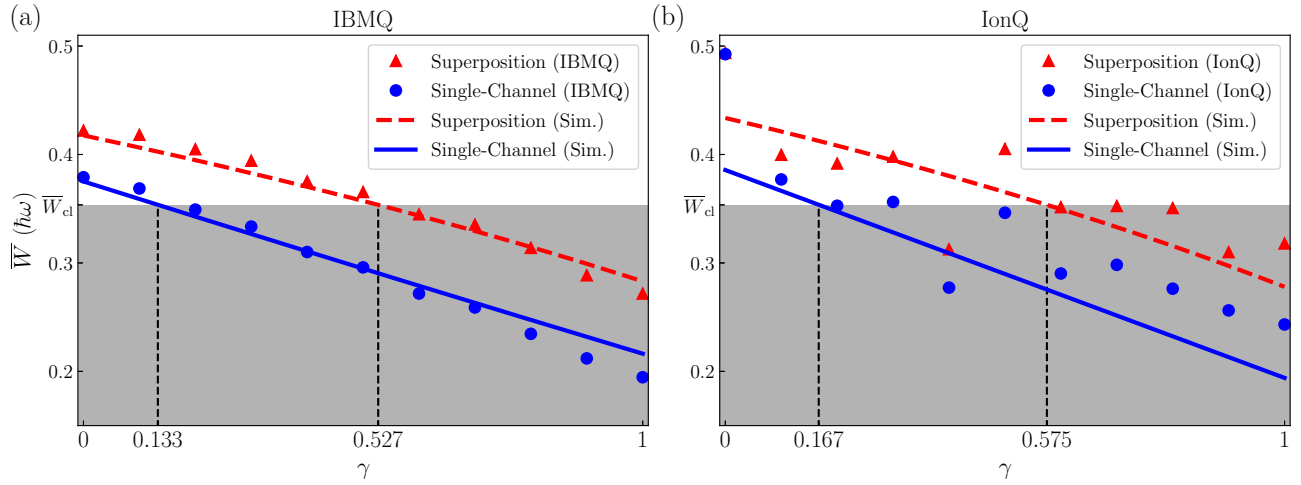 (a)
IBMQ
Superposition (IBMQ)
Single-Channel (IBMQ)
Superposition (Sim.)
Single-Channel (Sim.)
0.5
0.4
W̅cl
0.3
0.2
W̅ (ħω)
0
0.133
0.527
1
γ
(b)
IonQ
Superposition (IonQ)
Single-Channel (IonQ)
Superposition (Sim.)
Single-Channel (Sim.)
0.5
0.4
W̅cl
0.3
0.2
0
0.167
0.575
1
γ